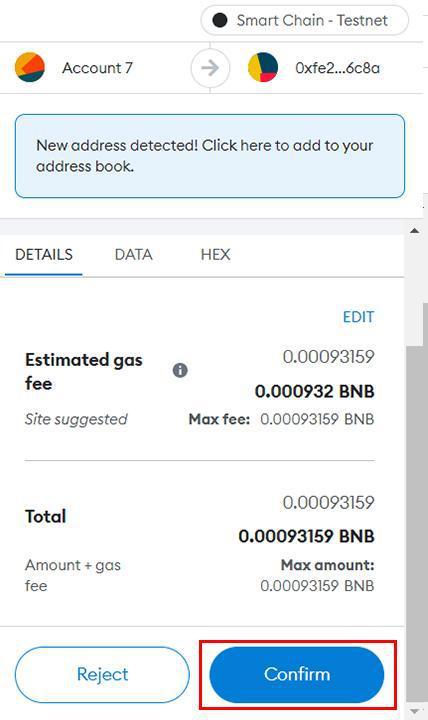 Smart Chain - Testnet
Account 7
0xfe2...6c8a
New address detected! Click here to add to your
address book.
DETAILS DATA HEX
EDIT
Estimated gas
fee
0.00093159
0.000932 BNB
Site suggested
Max fee: 0.00093159 BNB
Total
0.00093159
0.00093159 BNB
Amount + gas
fee
Max amount:
0.00093159 BNB
Reject
Confirm